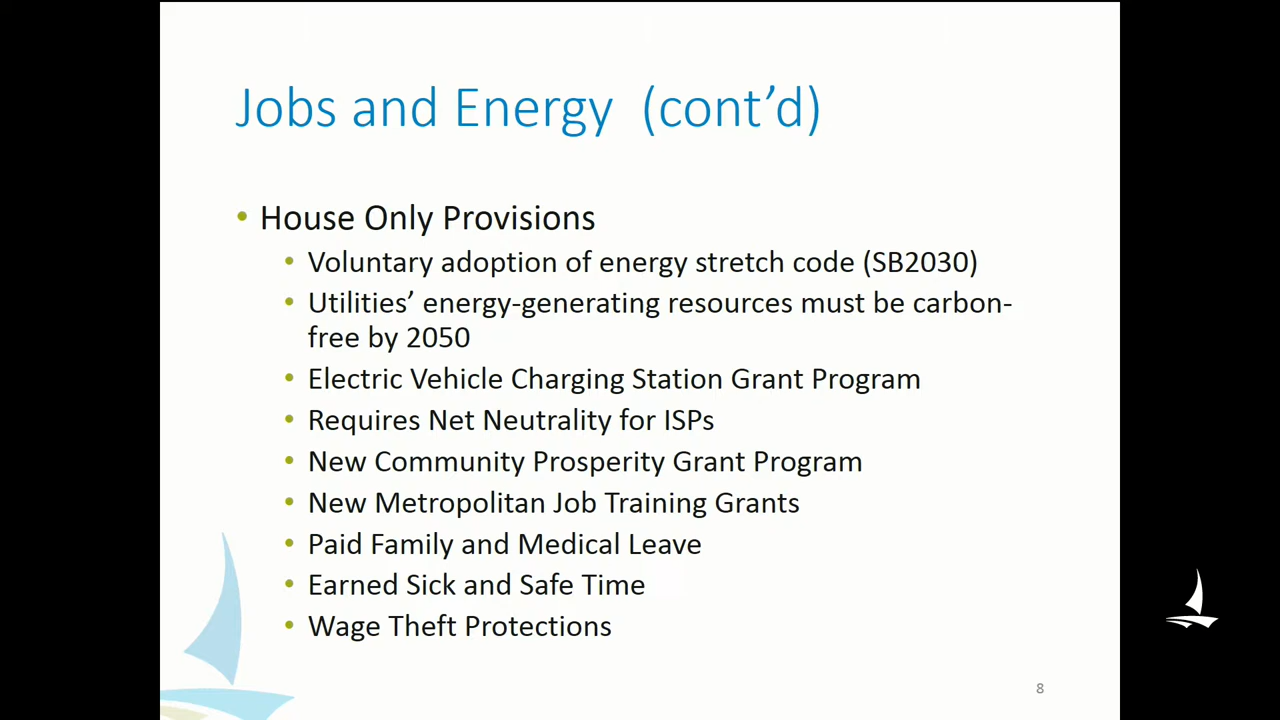 Jobs and Energy (cont’d)
• House Only Provisions
• Voluntary adoption of energy stretch code (SB2030)
• Utilities’ energy-generating resources must be carbon-
free by 2050
• Electric Vehicle Charging Station Grant Program
• Requires Net Neutrality for ISPs
• New Community Prosperity Grant Program
• New Metropolitan Job Training Grants
• Paid Family and Medical Leave
• Earned Sick and Safe Time
• Wage Theft Protections
8